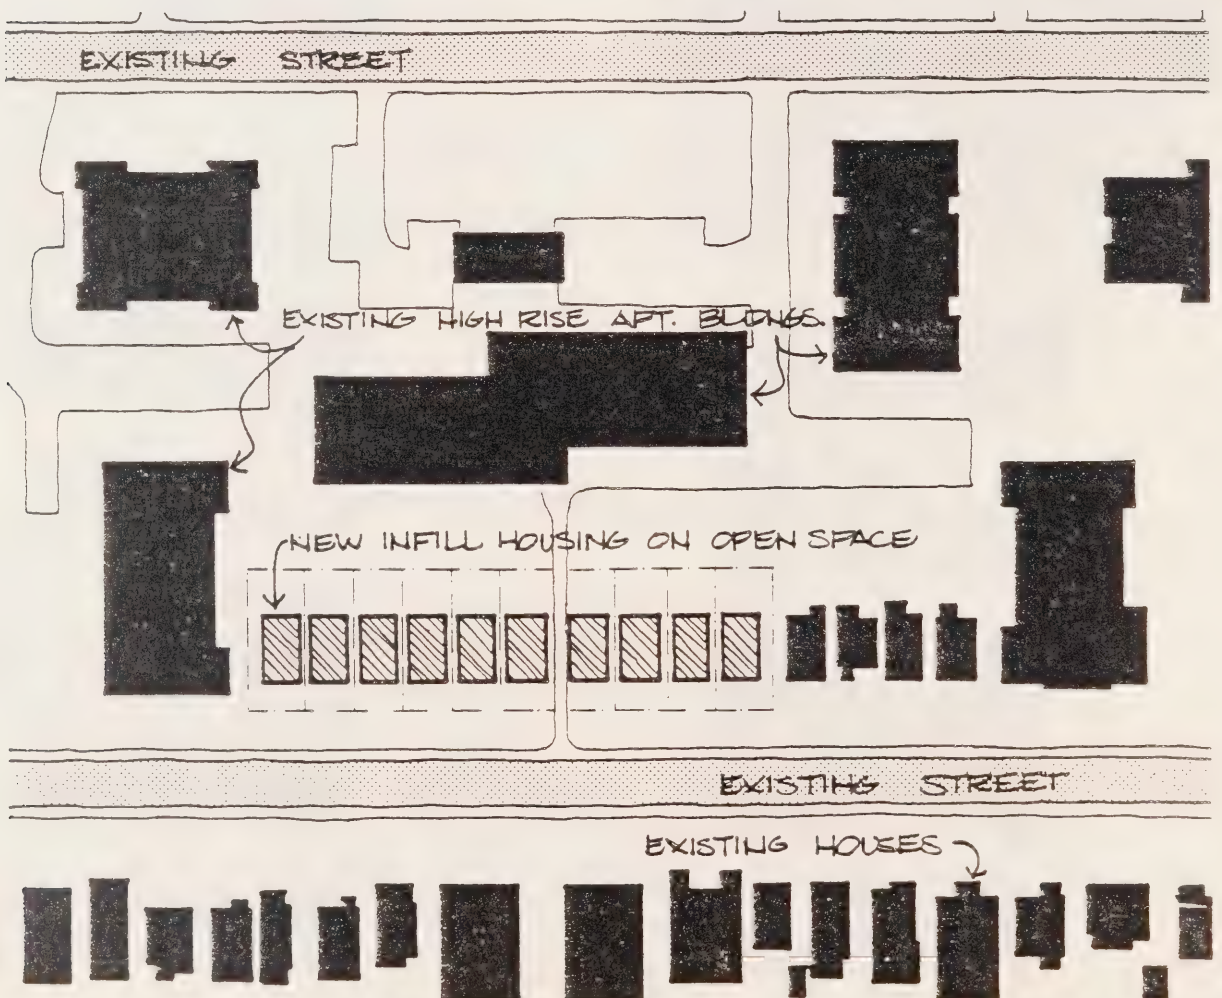 EXISTING STREET
EXISTING HIGH RISE APT. BLDNGS.
NEW INFILL HOUSING ON OPEN SPACE
EXISTING STREET
EXISTING HOUSES